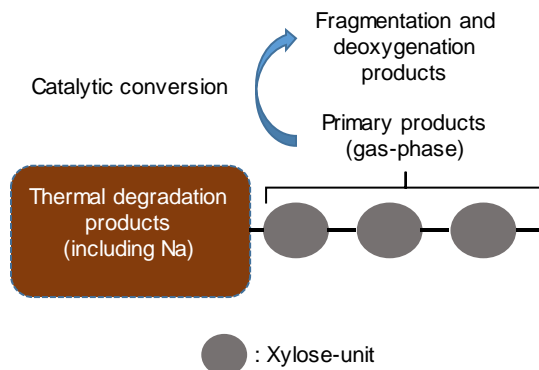 Fragmentation and
deoxygenation
products
Catalytic conversion
Primary products
(gas-phase)
Thermal degradation
products
(including Na)
: Xylose-unit